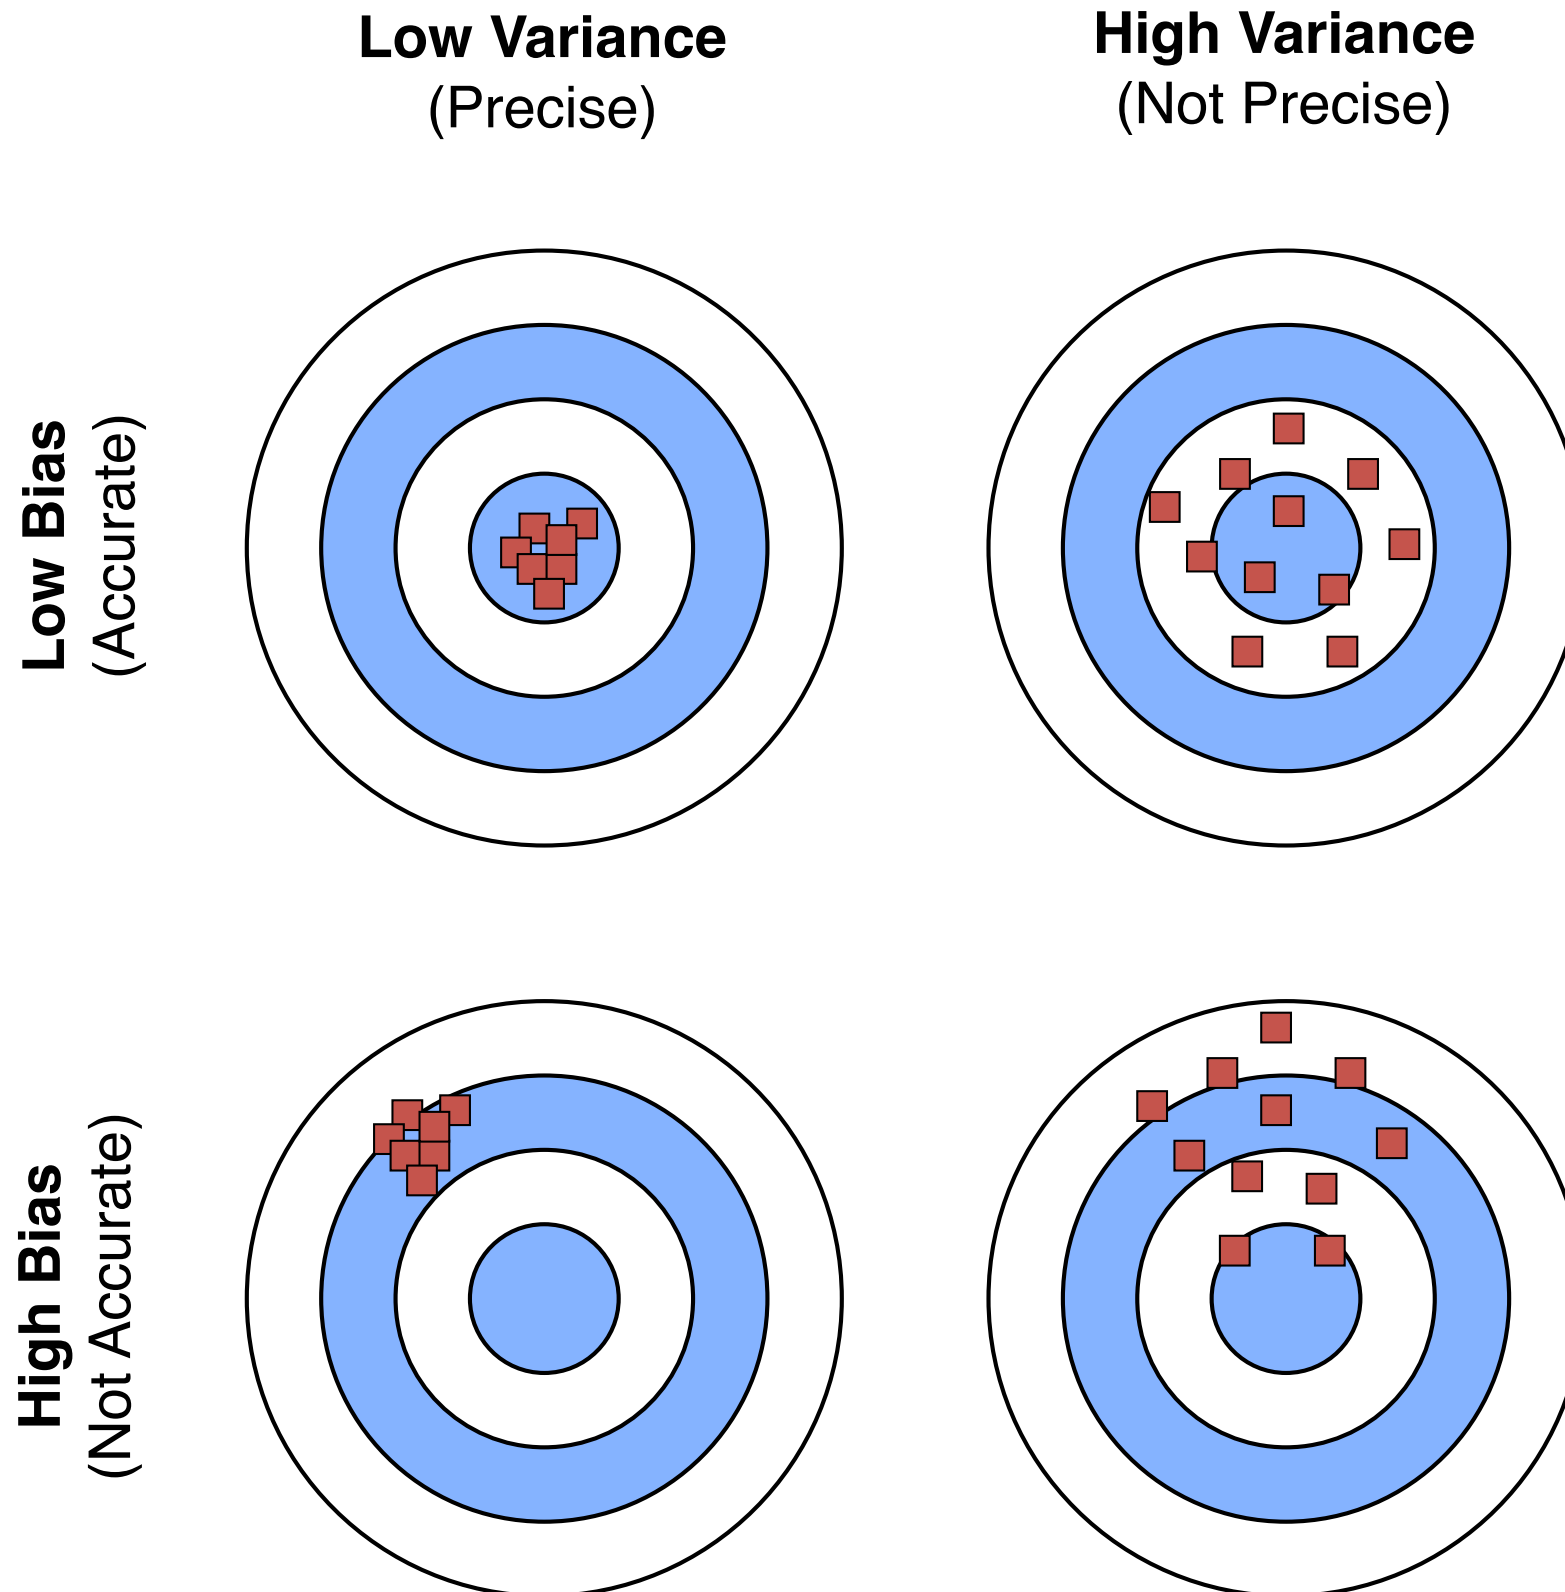 Low Variance
(Precise)
High Variance
(Not Precise)
Low Bias
(Accurate)
High Bias
(Not Accurate)